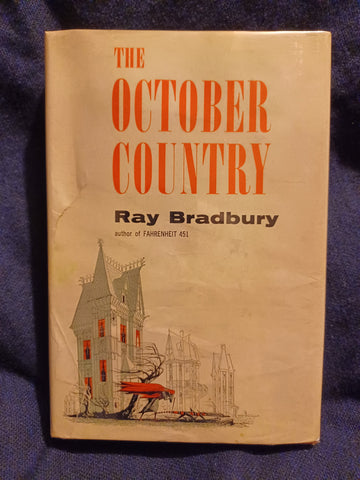 THE
OCTOBER
COUNTRY
Ray Bradbury
author of FAHRENHEIT 451